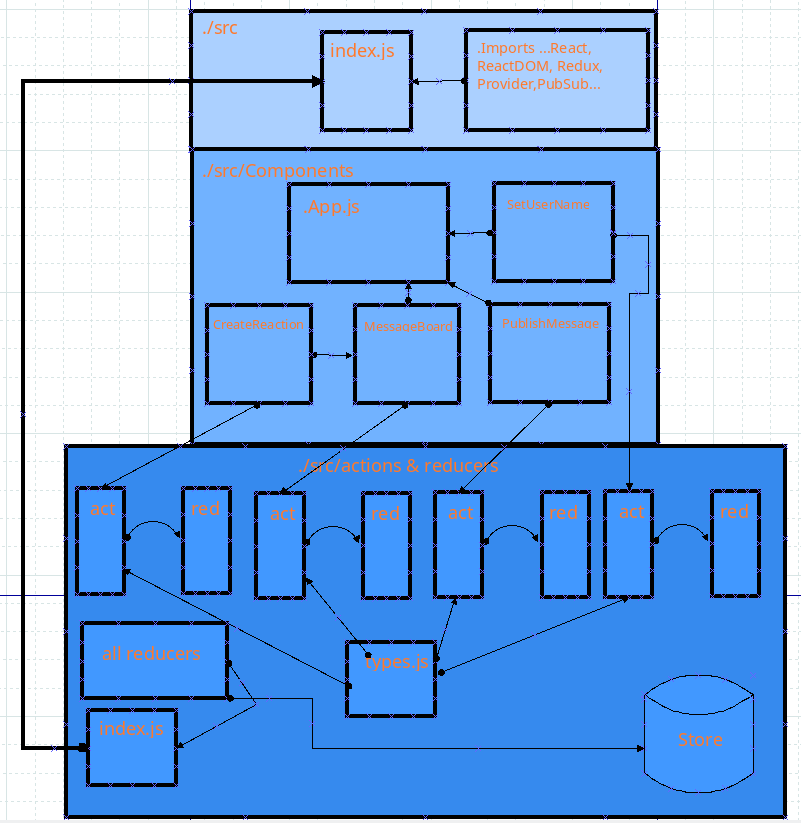 ./src
index.js
.Imports ...React,
ReactDOM, Redux,
Provider,PubSub...
./src/Components
.App.js
SetUserName
CreateReaction
MessageBoard
PublishMessage
./src/actions & reducers
act
red
act
red
act
red
act
red
all reducers
types.js
index.js
Store